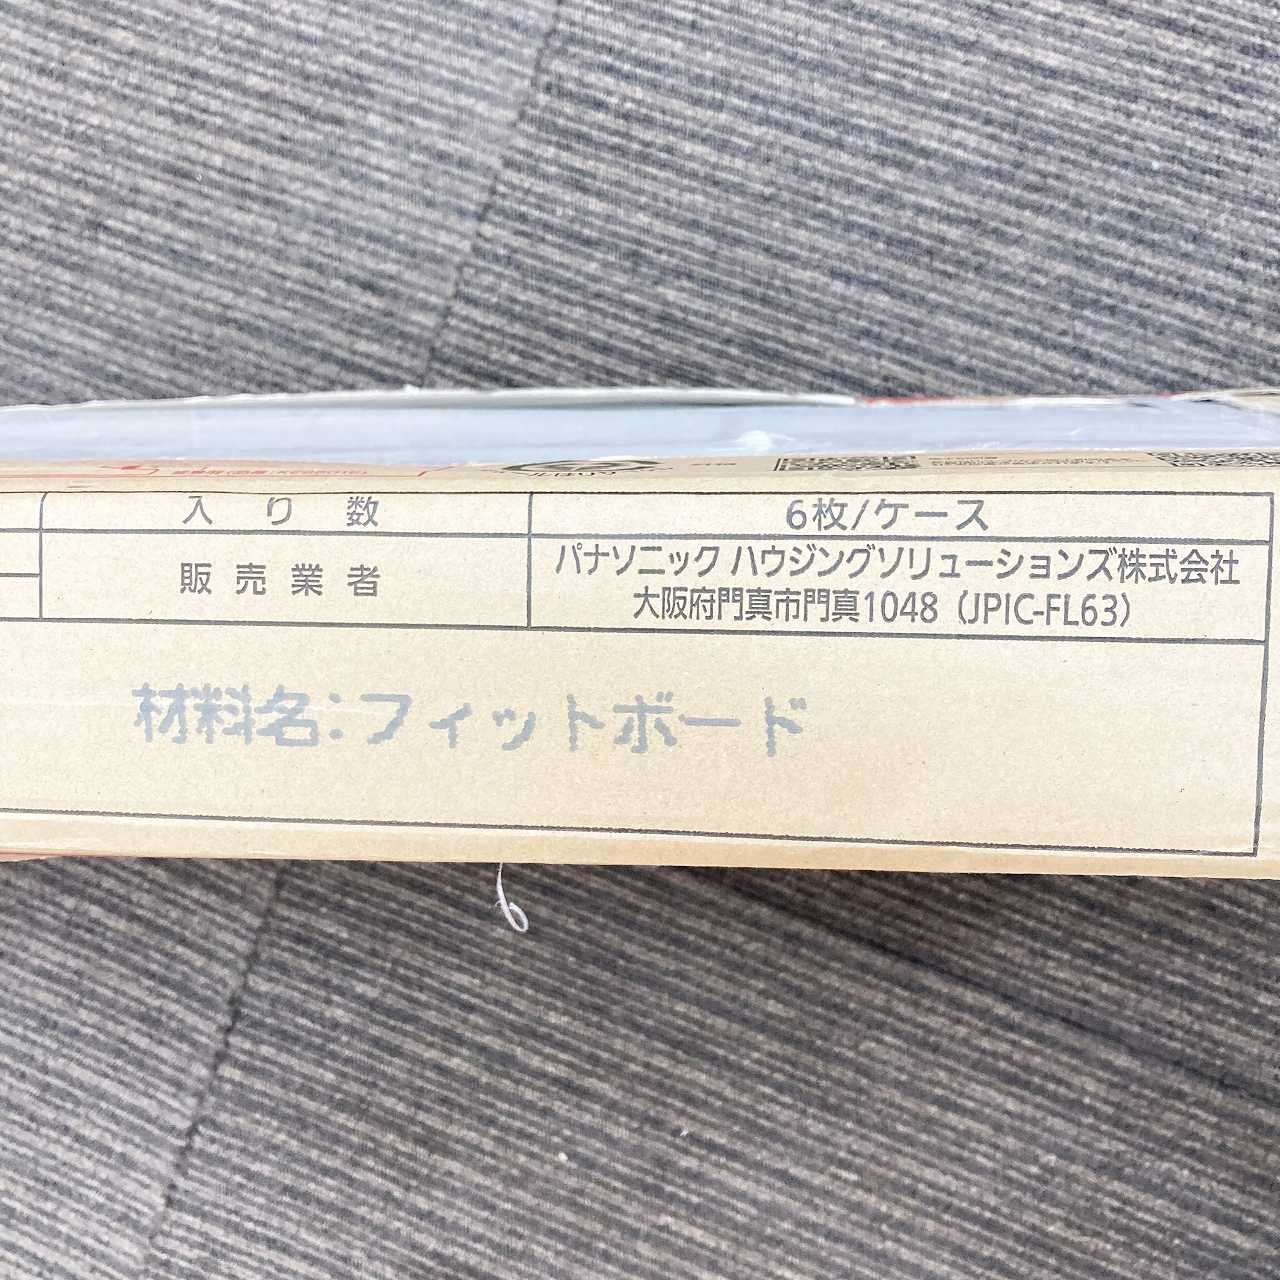 入り数 6枚/ケース
販売業者 パナソニック ハウジングソリューションズ株式会社
大阪府門真市門真1048（JPIC-FL63）
材料名:フィットボード